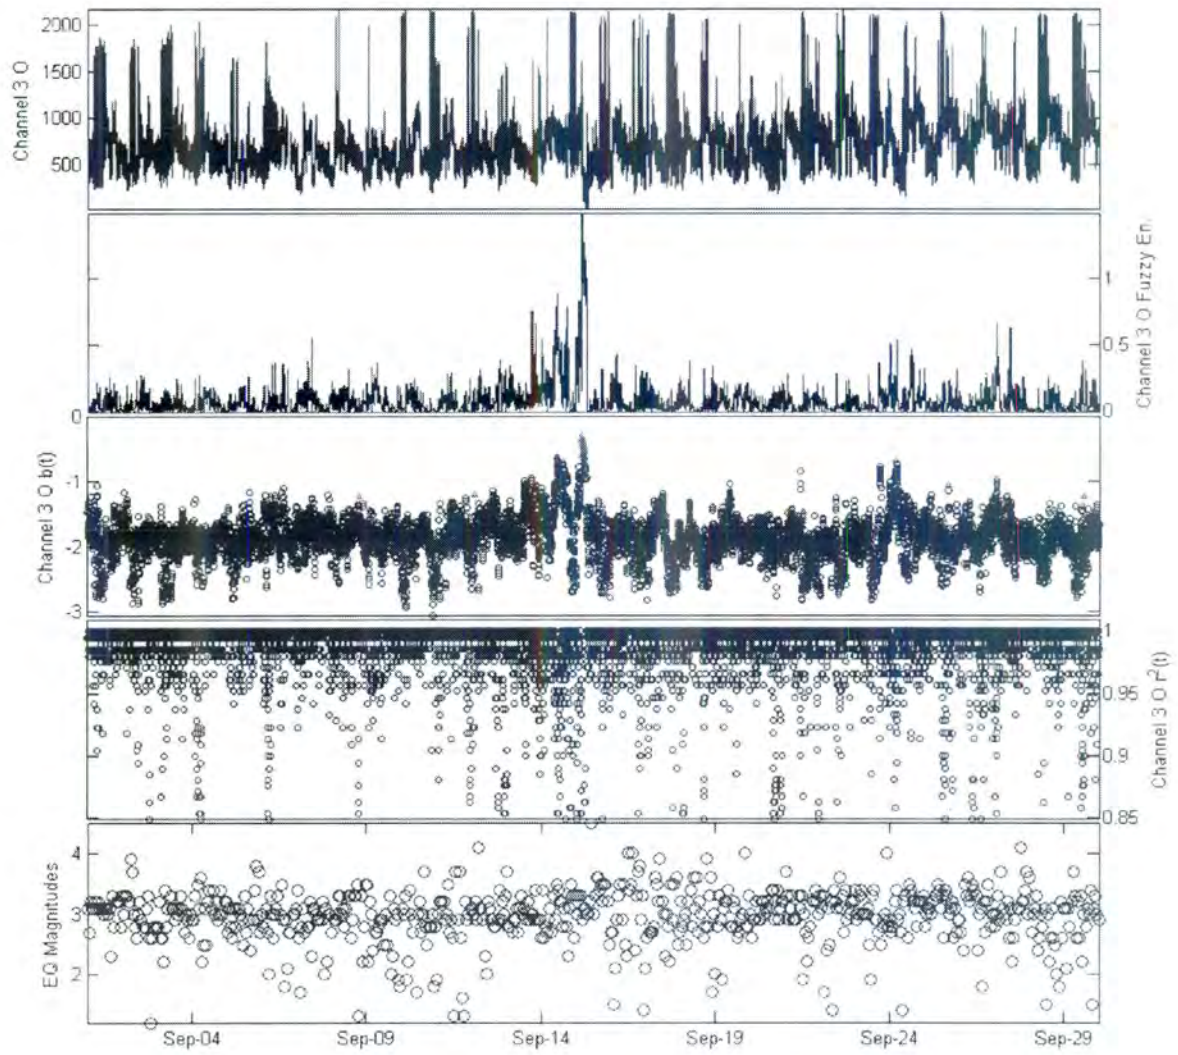 2000
1500
1000
500
Channel 3 O
1
0.5
0
Channel 3 O Fuzzy En.
0
-1
-2
-3
Channel 3 O b(t)
1
0.95
0.9
0.85
Channel 3 O r²(t)
4
3
2
EQ Magnitudes
Sep-04
Sep-09
Sep-14
Sep-19
Sep-24
Sep-29